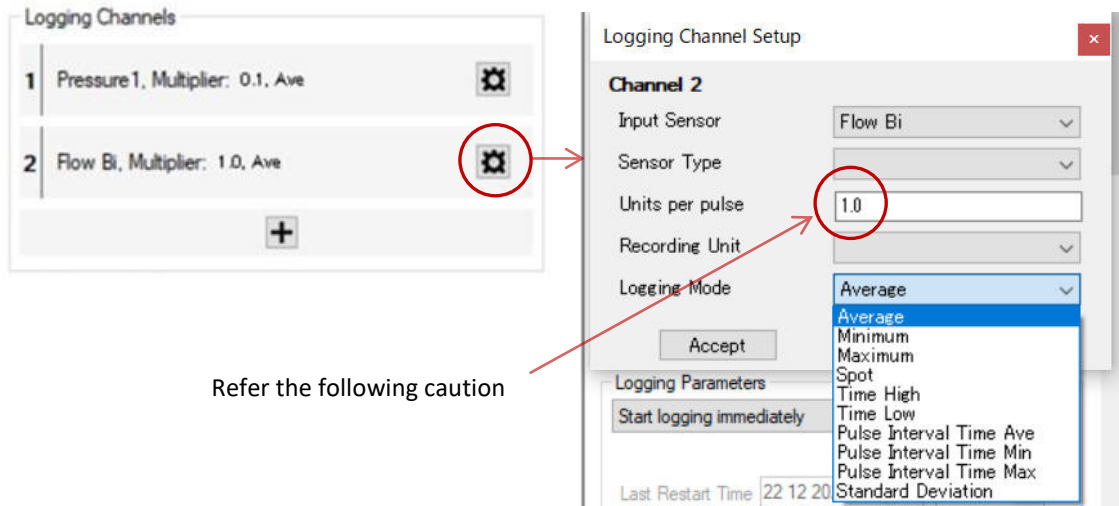 Logging Channels
1 Pressure1, Multiplier: 0.1, Ave
2 Flow Bi, Multiplier: 1.0, Ave
Refer the following caution
Logging Channel Setup
Channel 2
Input Sensor Flow Bi
Sensor Type
Units per pulse 1.0
Recording Unit
Logging Mode Average
Average
Minimum
Maximum
Spot
Time High
Time Low
Pulse Interval Time Ave
Pulse Interval Time Min
Pulse Interval Time Max
Standard Deviation
Accept
Logging Parameters
Start logging immediately
Last Restart Time 22 12 20